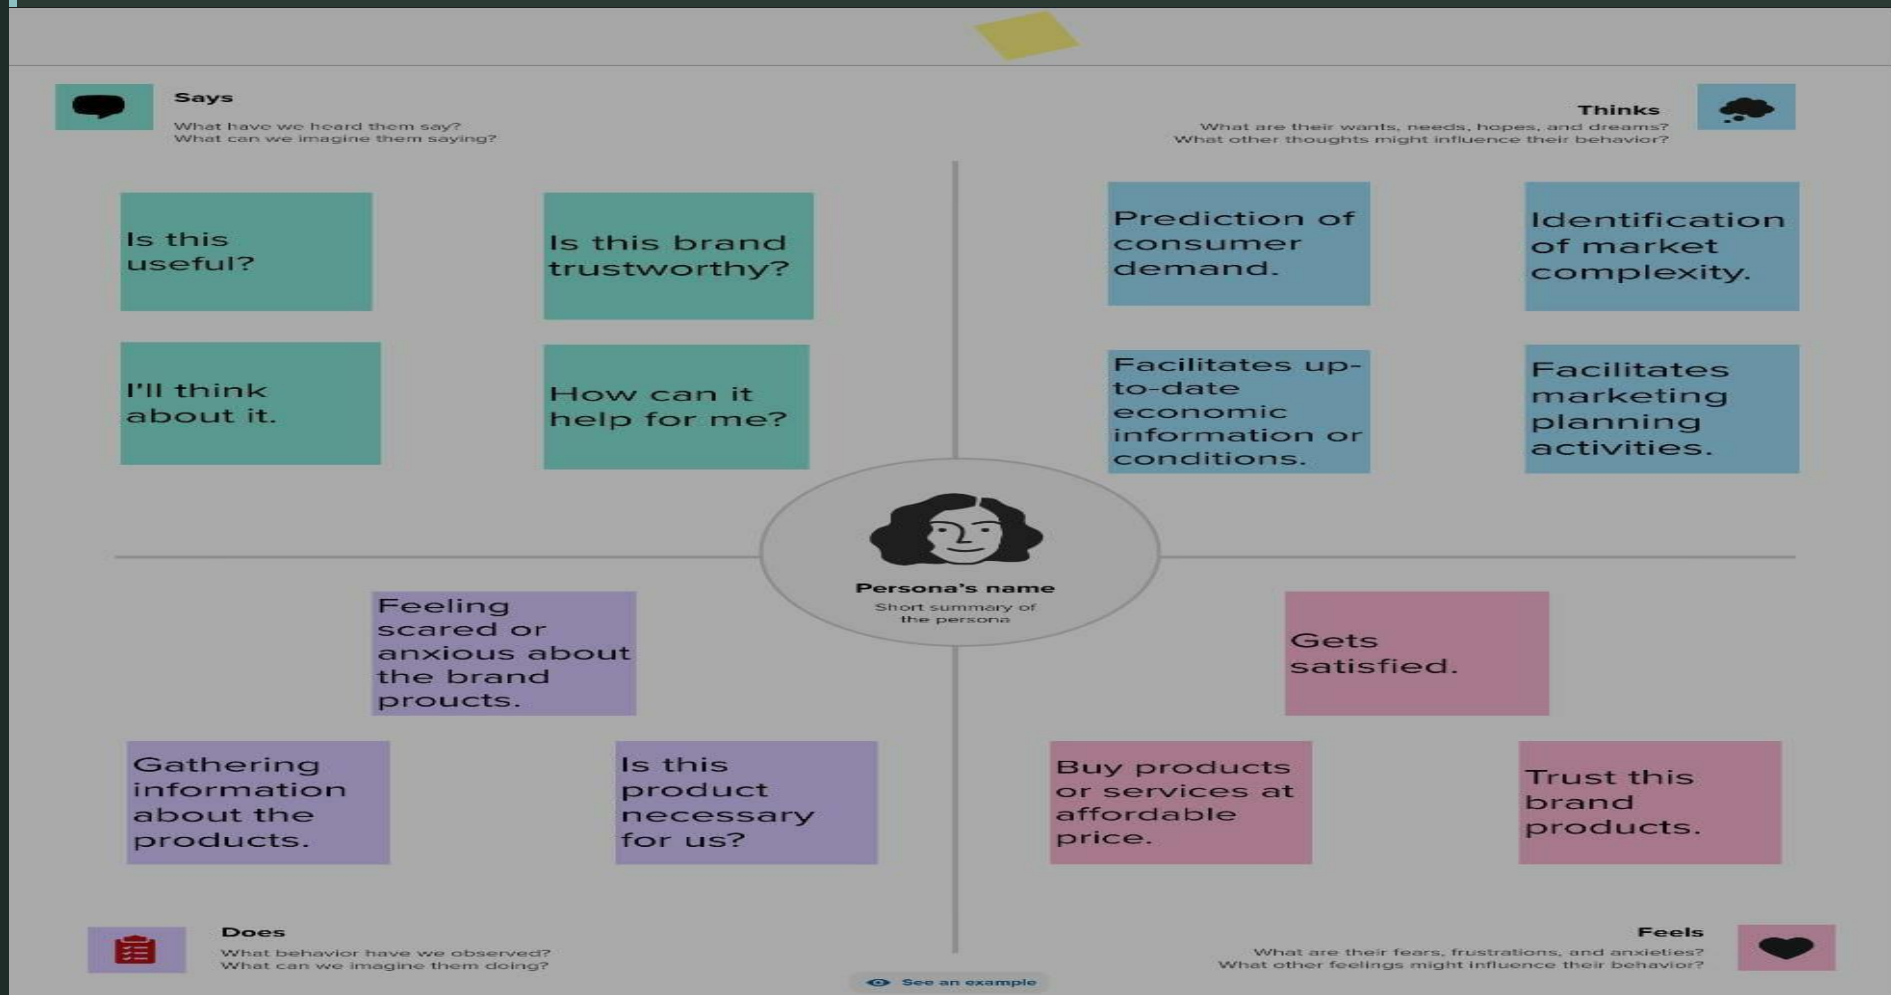 Says
What have we heard them say?
What can we imagine them saying?
Thinks
What are their wants, needs, hopes, and dreams?
What other thoughts might influence their behavior?
Is this
useful?
Is this brand
trustworthy?
Prediction of
consumer
demand.
Identification
of market
complexity.
I'll think
about it.
How can it
help for me?
Facilitates up-
to-date
economic
information or
conditions.
Facilitates
marketing
planning
activities.
Persona's name
Short summary of
the persona
Feeling
scared or
anxious about
the brand
proucts.
Gets
satisfied.
Gathering
information
about the
products.
Is this
product
necessary
for us?
Buy products
or services at
affordable
price.
Trust this
brand
products.
Does
What behavior have we observed?
What can we imagine them doing?
Feels
What are their fears, frustrations, and anxieties?
What other feelings might influence their behavior?
See an example